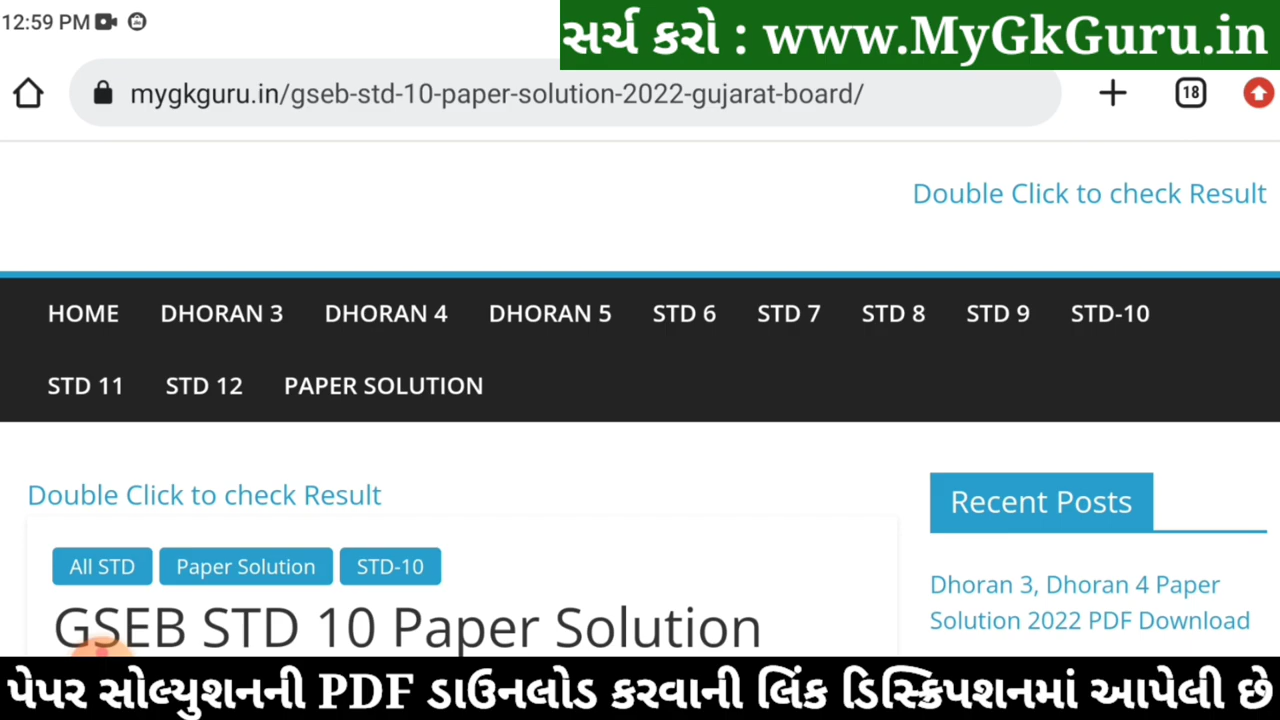 12:59 PM
સર્ચ કરો : www.MyGkGuru.in
mygkguru.in/gseb-std-10-paper-solution-2022-gujarat-board/
18
Double Click to check Result
HOME DHORAN 3 DHORAN 4 DHORAN 5 STD 6 STD 7 STD 8 STD 9 STD-10
STD 11 STD 12 PAPER SOLUTION
Double Click to check Result
All STD Paper Solution STD-10
GSEB STD 10 Paper Solution
Recent Posts
Dhoran 3, Dhoran 4 Paper
Solution 2022 PDF Download
પેપર સોલ્યુશનની PDF ડાઉનલોડ કરવાની લિંક ડિસ્ક્રિપશનમાં આપેલી છે